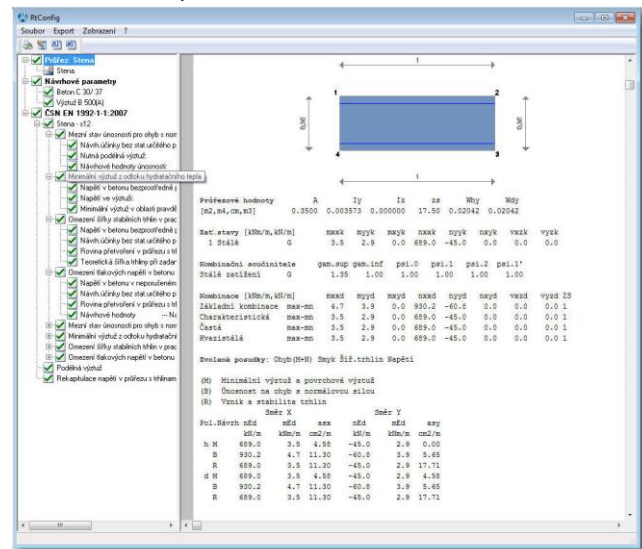 RtConfig
Soubor Export Zobrazení ?
Průřez: Stena
Stena
Návrhové parametry
Beton C 30/ 37
Výztuž B 500(A)
ČSN EN 1992-1-1:2007
Stena - s12
Mezní stav únosnosti pro ohyb s norr
Návrh.účinky bez stat.určitého p
Nutná podélná výztuž:
Návrhové hodnoty únosnosti:
Minimální výztuž z odtoku hydratačního tepla
Napětí v betonu bezprostředně p
Napětí ve výztuži:
Minimální výztuž v oblasti pravděl
Omezení šířky stabilních trhlin v prac
Napětí v betonu bezprostředně p
Návrh.účinky bez stat.určitého p
Rovina přetvoření v průřezu s trl
Teoretická šířka trhliny při zadar
Omezení tlakových napětí v betonu
Napětí v betonu v neporušeném
Návrh.účinky bez stat.určitého p
Rovina přetvoření v průřezu s trl
Návrhové hodnoty --- Na
Mezní stav únosnosti pro ohyb s norr
Minimální výztuž z odtoku hydratační
Omezení šířky stabilních trhlin v prac
Omezení tlakových napětí v betonu
Podélná výztuž
Rekapitulace napětí v průřezu s trhlinam
1
1 2
0,35 0,35
4 3
1
Průřezové hodnoty A Iy Iz zs Why Wdy
[m2,m4,cm,m3] 0.3500 0.003573 0.000000 17.50 0.02042 0.02042
Zat.stavy [kNm/m,kN/m] mxxk myyk mxyk nxxk nyyk nxyk vxzk vyzk
1 Stálé G 3.5 2.9 0.0 689.0 -45.0 0.0 0.0 0.0
Kombinační součinitele gam.sup gam.inf psi.0 psi.1 psi.2 psi.1'
Stálé zatížení G 1.35 1.00 1.00 1.00 1.00 1.00
Kombinace [kNm/m,kN/m] mxxd myyd mxyd nxxd nyyd nxyd vxzd vyzd ZS
Základní kombinace max-mn 4.7 3.9 0.0 930.2 -60.8 0.0 0.0 0.0 1
Charakteristická max-mn 3.5 2.9 0.0 689.0 -45.0 0.0 0.0 0.0 1
Častá max-mn 3.5 2.9 0.0 689.0 -45.0 0.0 0.0 0.0 1
Kvazistálá max-mn 3.5 2.9 0.0 689.0 -45.0 0.0 0.0 0.0 1
Zvolené posudky: Ohyb(M+N) Smyk Šíř.trhlin Napětí
(M) Minimální výztuž a povrchová výztuž
(B) Únosnost na ohyb s normálovou silou
(R) Vznik a stabilita trhlin
Směr X Směr Y
Pol.Návrh nEd mEd asx nEd mEd asy
kN/m kNm/m cm2/m kN/m kNm/m cm2/m
h M 689.0 3.5 4.58 -45.0 2.9 0.00
B 930.2 4.7 11.30 -60.8 3.9 5.65
R 689.0 3.5 11.30 -45.0 2.9 17.71
d M 689.0 3.5 4.58 -45.0 2.9 4.58
B 930.2 4.7 11.30 -60.8 3.9 5.65
R 689.0 3.5 11.30 -45.0 2.9 17.71